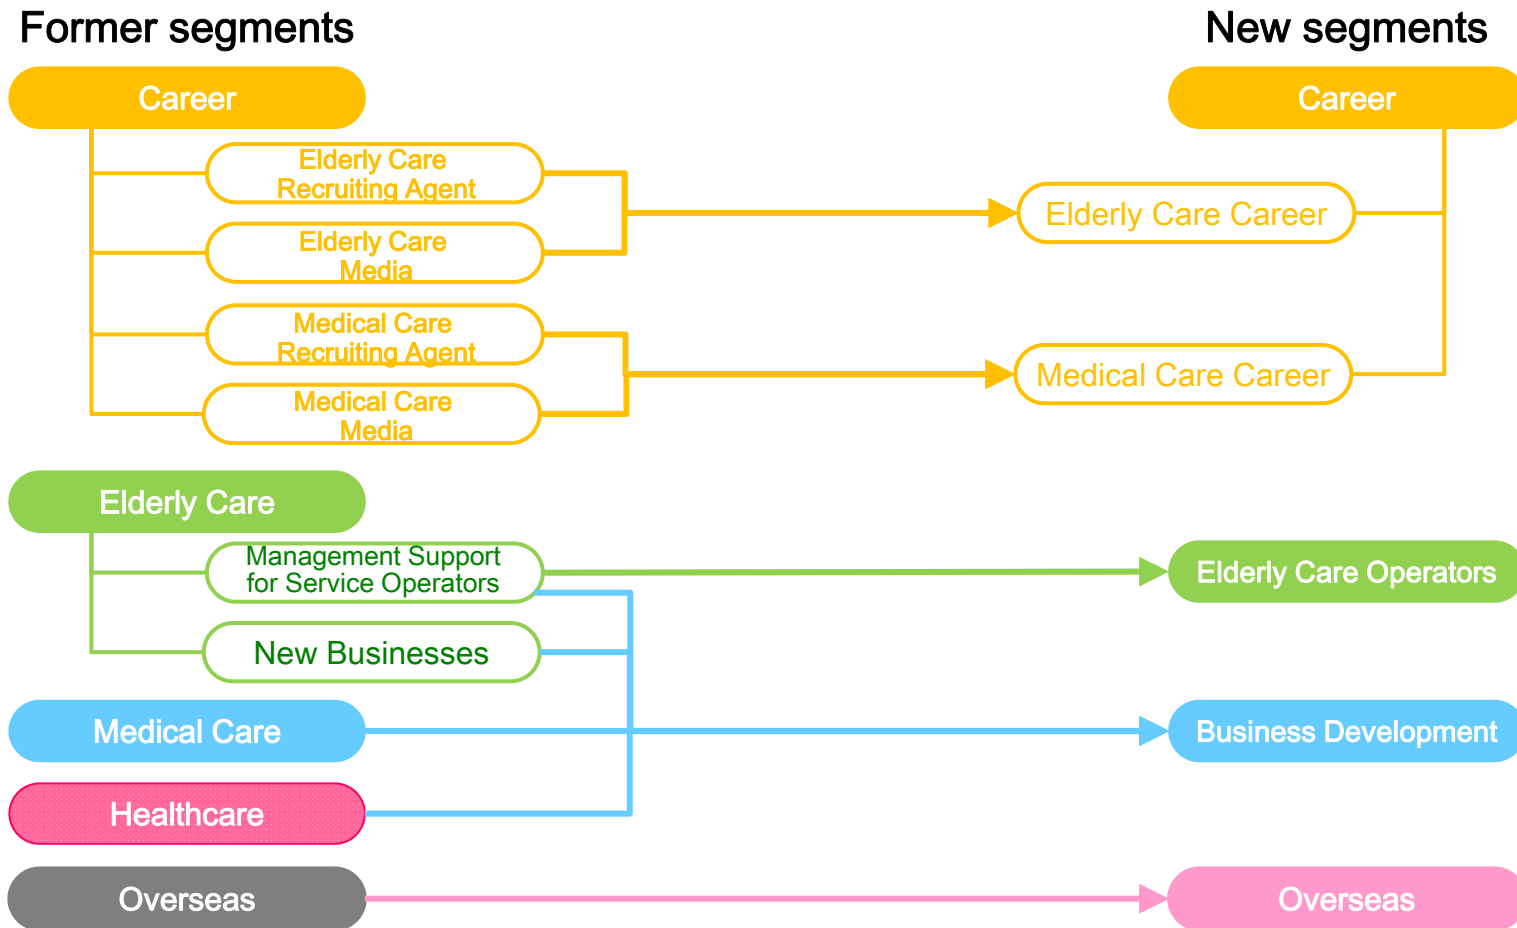 Former segments
New segments
Career
Career
Elderly Care
Recruiting Agent
Elderly Care
Media
Elderly Care Career
Medical Care
Recruiting Agent
Medical Care
Media
Medical Care Career
Elderly Care
Management Support
for Service Operators
Elderly Care Operators
New Businesses
Medical Care
Business Development
Healthcare
Overseas
Overseas